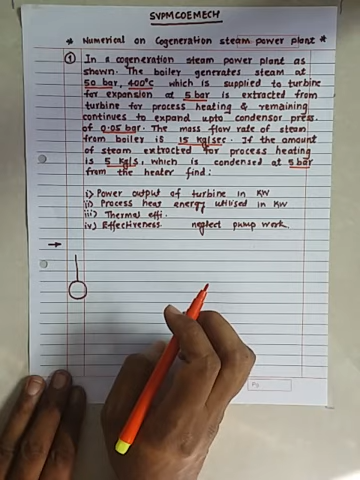 SVPMCOEMECH
* Numerical on Cogeneration steam power plant *
① In a cogeneration steam power plant as
shown. The boiler generates steam at
50 bar, 400°C which is supplied to turbine
for expansion at 5 bar is extracted from
turbine for process heating & remaining
continues to expand upto condensor press
of 0.05 bar. The mass flow rate of steam
from boiler is 15 kg/sec. If the amount
of steam extracted for process heating
is 5 kg/s, which is condensed at 5 bar
from the heater find:
i) Power output of turbine in KW
ii) Process heat energy utilised in KW
iii) Thermal effi.
iv) Effectiveness neglect pump work.
→